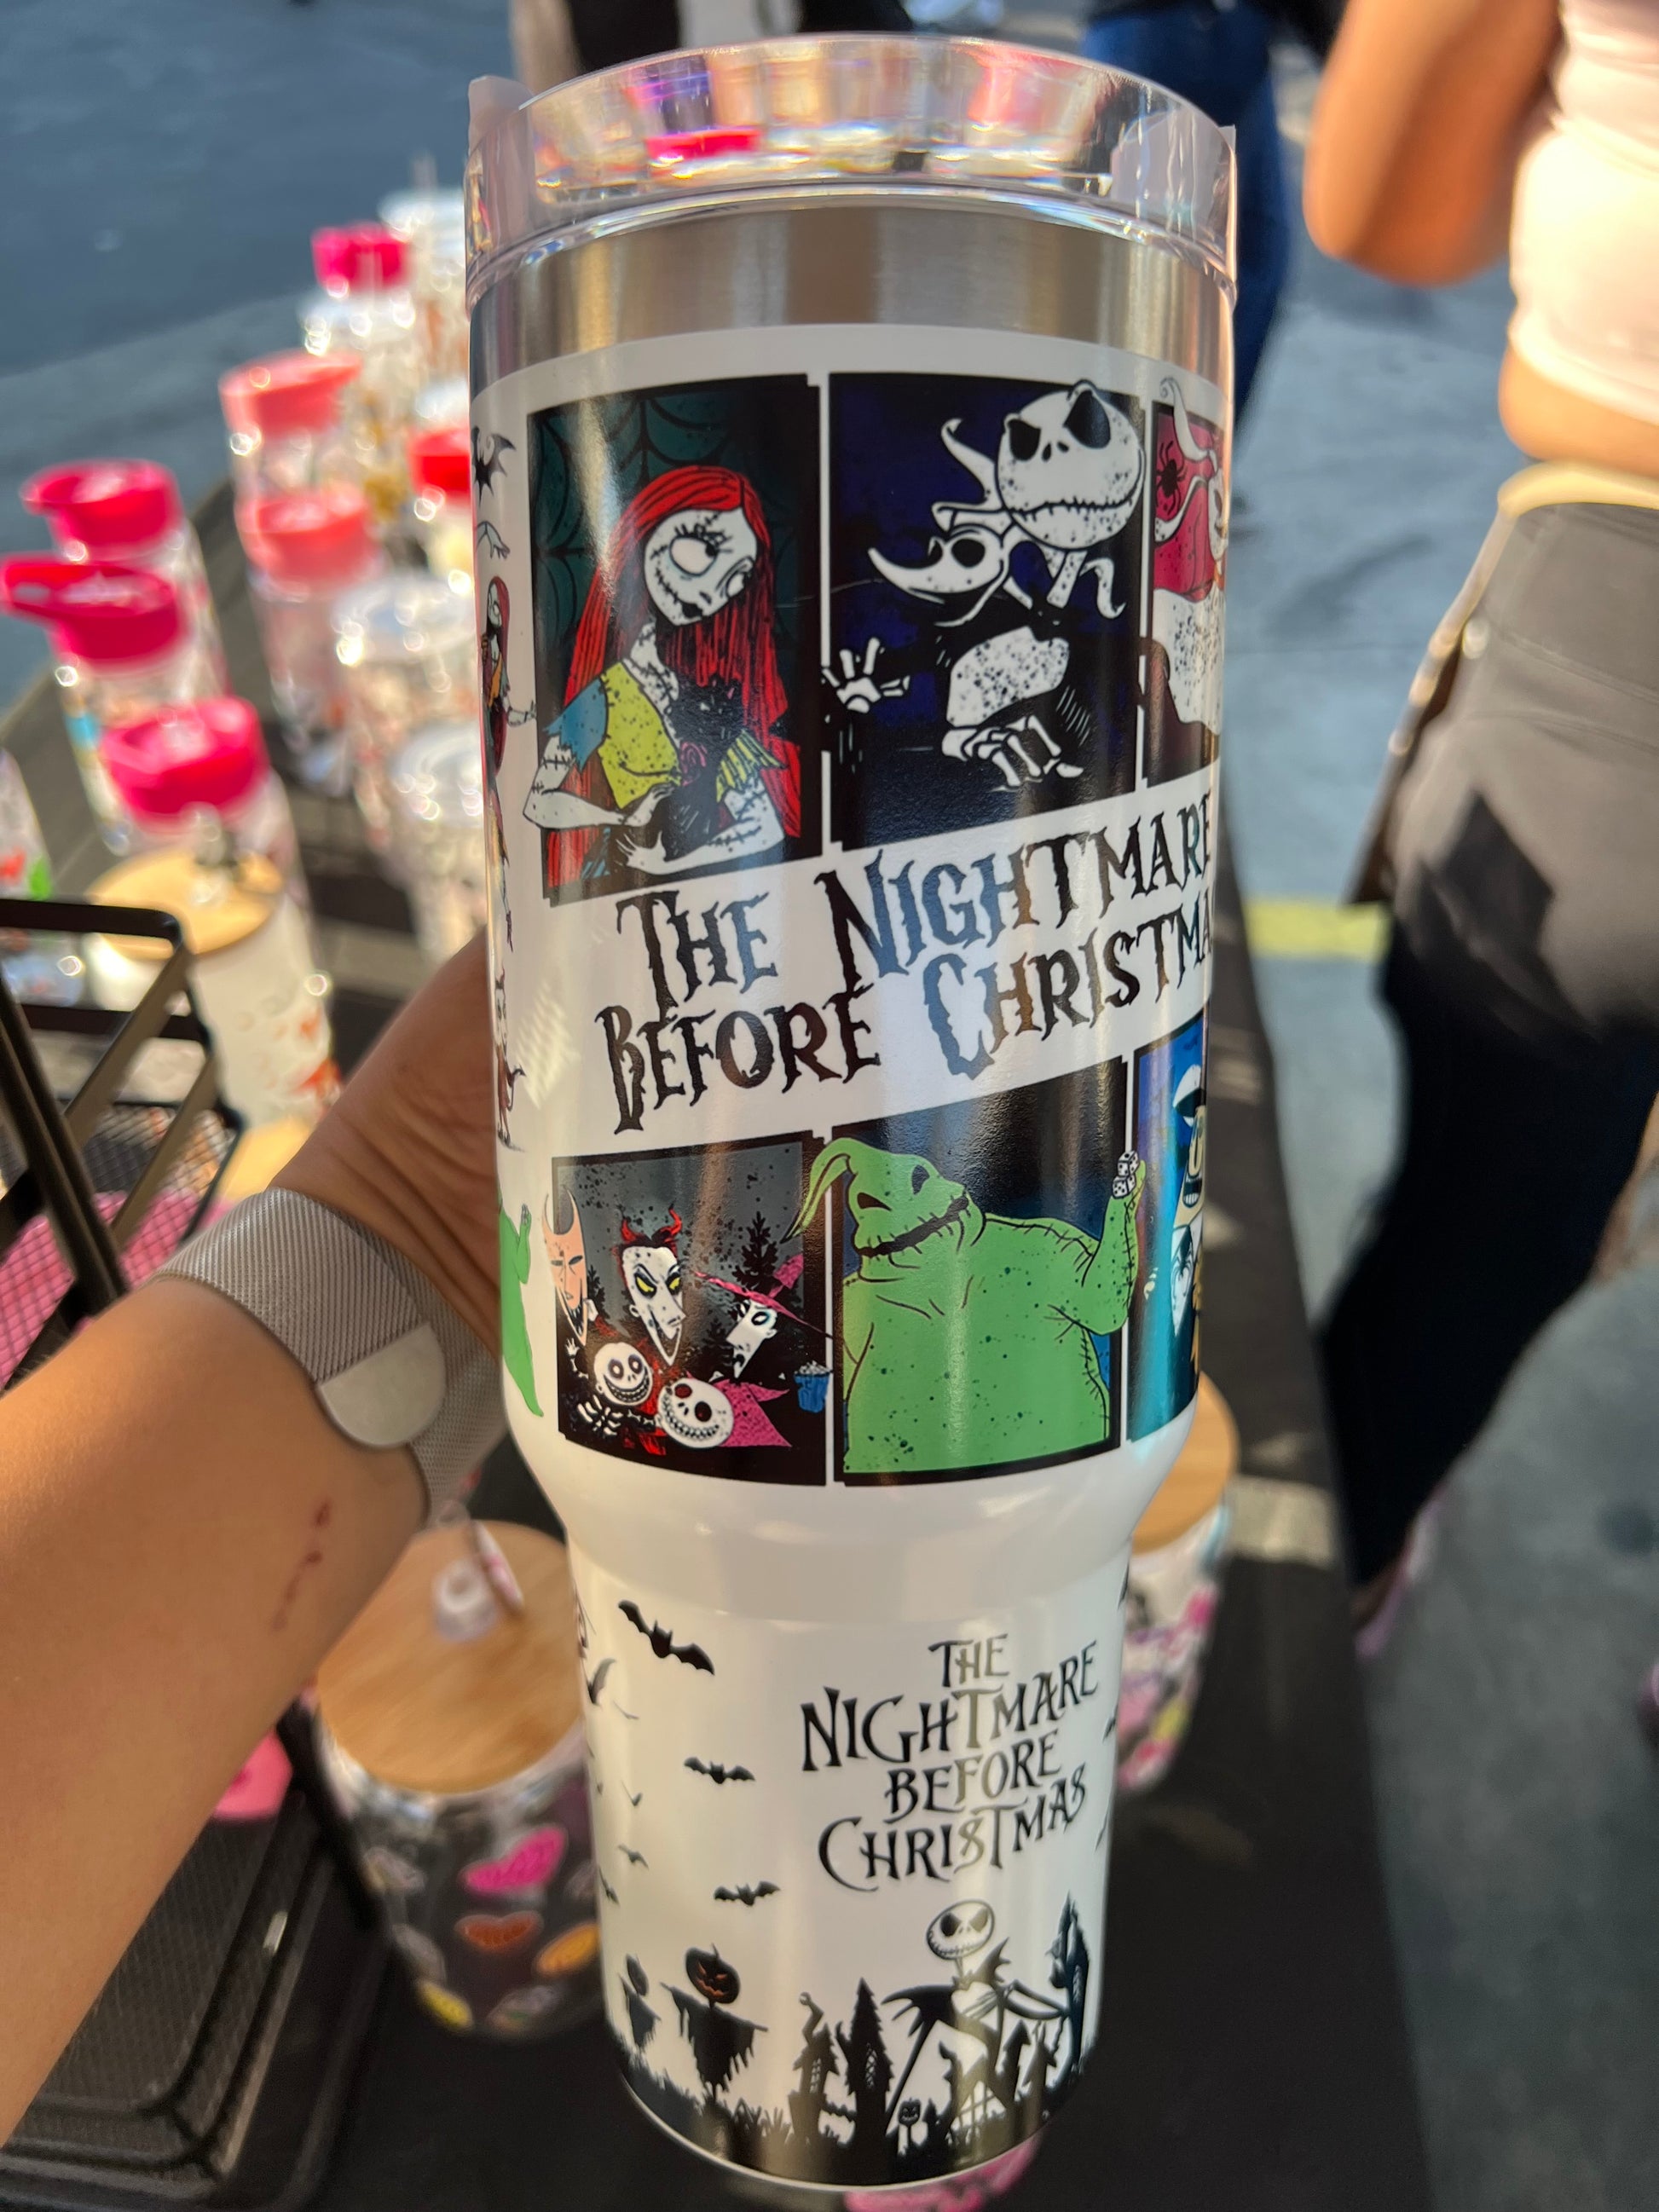 THE NIGHTMARE
BEFORE CHRISTMA
THE
NIGHTMARE
BEFORE
CHRISTMAS